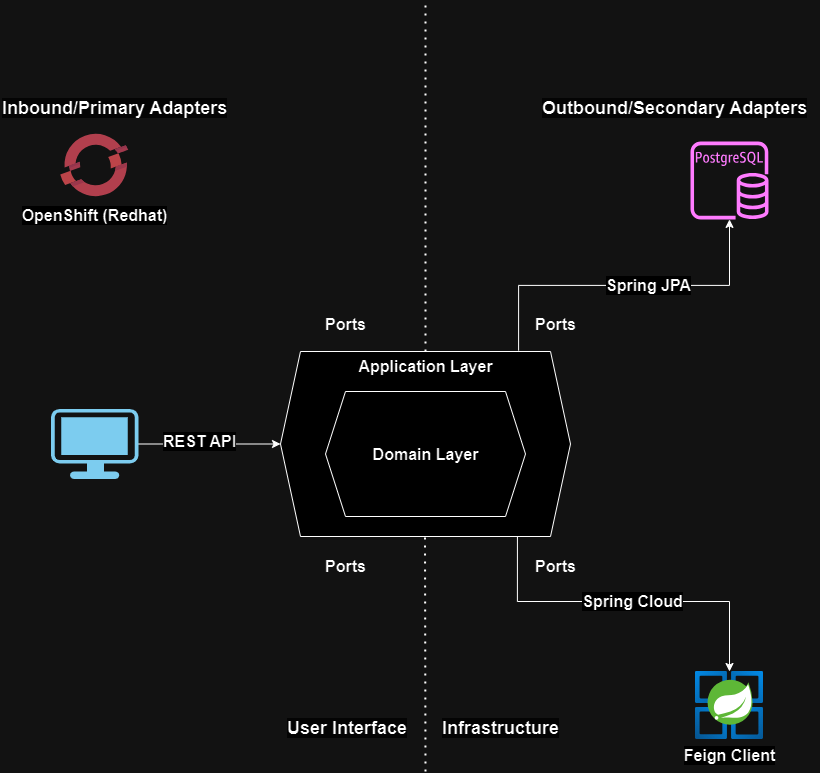 Inbound/Primary Adapters
Outbound/Secondary Adapters
PostgreSQL
OpenShift (Redhat)
Spring JPA
Ports
Ports
Application Layer
REST API
Domain Layer
Ports
Ports
Spring Cloud
User Interface
Infrastructure
Feign Client